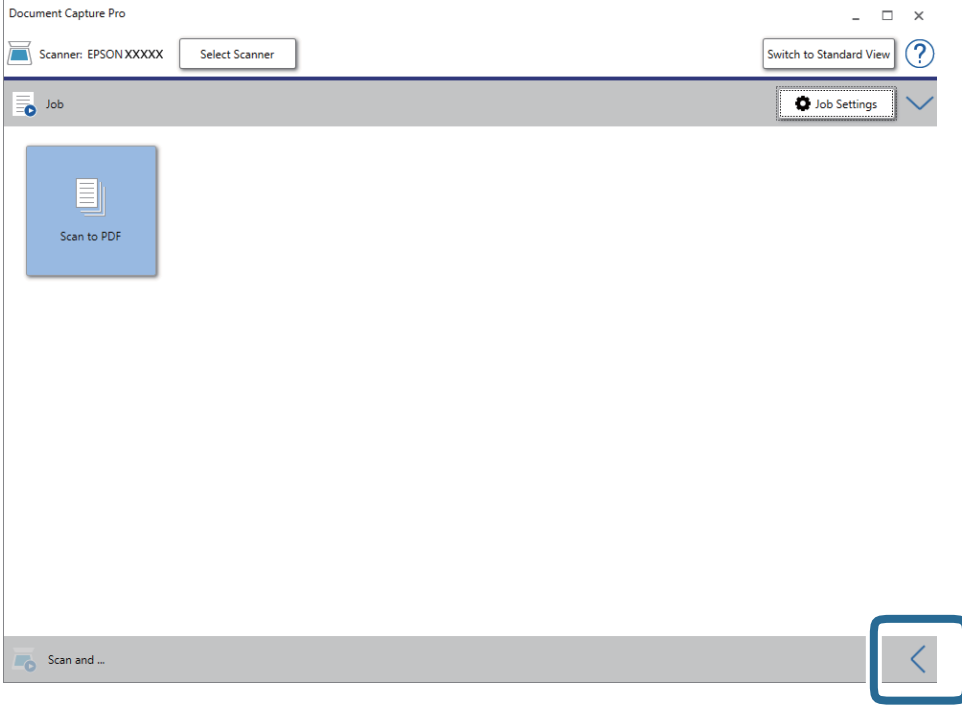 Document Capture Pro
Scanner: EPSON XXXXX
Select Scanner
Switch to Standard View
?
Job
Job Settings
Scan to PDF
Scan and ...